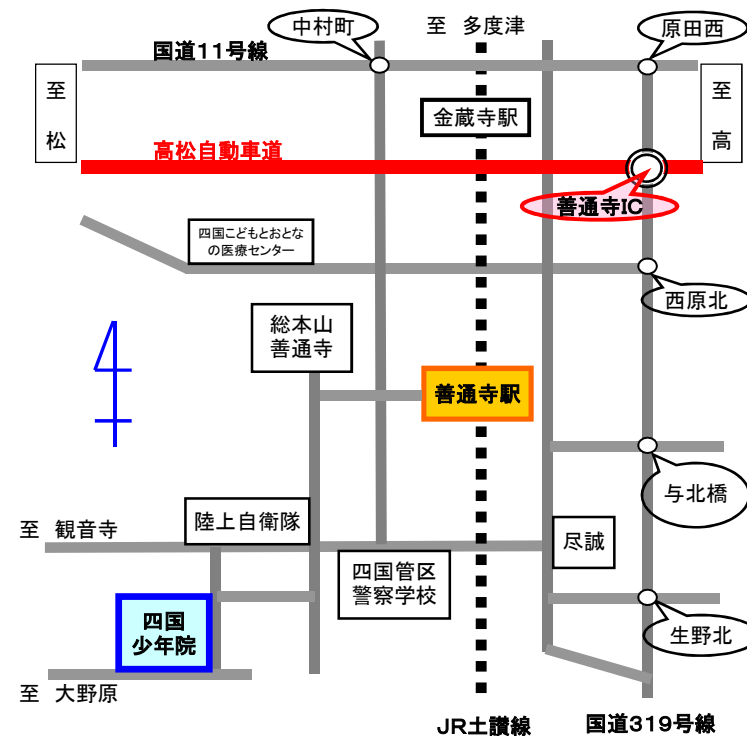 中村町
至 多度津
原田西
国道11号線
至
松
至
高
金蔵寺駅
高松自動車道
善通寺IC
四国こどもとおとな
の医療センター
西原北
総本山
善通寺
善通寺駅
与北橋
陸上自衛隊
至 観音寺
尽誠
四国管区
警察学校
四国
少年院
生野北
至 大野原
JR土讃線
国道319号線